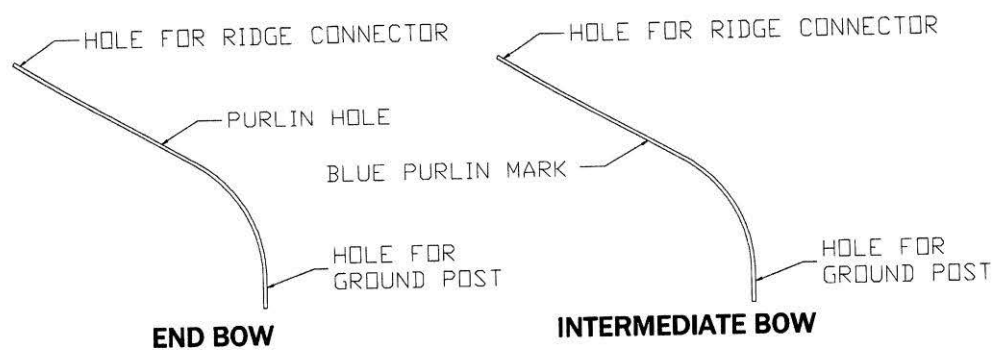 HOLE FOR RIDGE CONNECTOR
PURLIN HOLE
HOLE FOR
GROUND POST
END BOW
HOLE FOR RIDGE CONNECTOR
BLUE PURLIN MARK
HOLE FOR
GROUND POST
INTERMEDIATE BOW